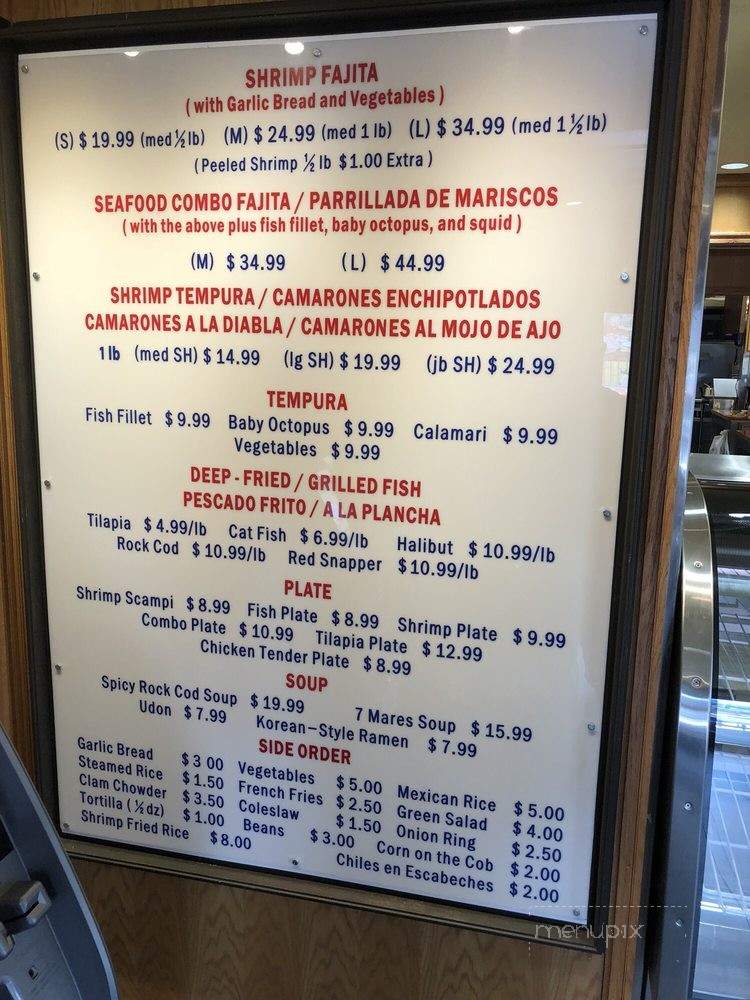 SHRIMP FAJITA
( with Garlic Bread and Vegetables )
(S) $ 19.99 (med ½ lb) (M) $ 24.99 (med 1 lb) (L) $ 34.99 (med 1 ½ lb)
( Peeled Shrimp ½ lb $1.00 Extra )
SEAFOOD COMBO FAJITA / PARRILLADA DE MARISCOS
( with the above plus fish fillet, baby octopus, and squid )
(M) $ 34.99 (L) $ 44.99
SHRIMP TEMPURA / CAMARONES ENCHIPOTLADOS
CAMARONES A LA DIABLA / CAMARONES AL MOJO DE AJO
1 lb (med SH) $ 14.99 (lg SH) $ 19.99 (jb SH) $ 24.99
TEMPURA
Fish Fillet $ 9.99 Baby Octopus $ 9.99 Calamari $ 9.99
Vegetables $ 9.99
DEEP - FRIED / GRILLED FISH
PESCADO FRITO / A LA PLANCHA
Tilapia $ 4.99/lb Cat Fish $ 6.99/lb Halibut $ 10.99/lb
Rock Cod $ 10.99/lb Red Snapper $10.99/lb
PLATE
Shrimp Scampi $ 8.99 Fish Plate $ 8.99 Shrimp Plate $ 9.99
Combo Plate $ 10.99 Tilapia Plate $ 12.99
Chicken Tender Plate $ 8.99
SOUP
Spicy Rock Cod Soup $ 19.99 7 Mares Soup $ 15.99
Udon $ 7.99 Korean-Style Ramen $ 7.99
SIDE ORDER
Garlic Bread $ 3 00 Vegetables $ 5.00 Mexican Rice $ 5.00
Steamed Rice $ 1.50 French Fries $ 2.50 Green Salad $ 4.00
Clam Chowder $ 3.50 Coleslaw $ 1.50 Onion Ring $ 2.50
Tortilla ( ½ dz) $ 1.00 Beans $ 3.00 Corn on the Cob $ 2.00
Shrimp Fried Rice $ 8.00 Chiles en Escabeches $ 2.00
menupix